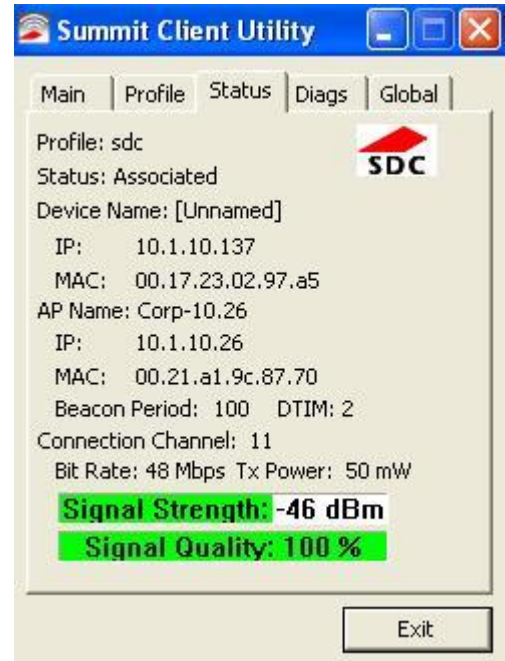 Summit Client Utility
Main Profile Status Diags Global
Profile: sdc
SDC
Status: Associated
Device Name: [Unnamed]
IP: 10.1.10.137
MAC: 00.17.23.02.97.a5
AP Name: Corp-10.26
IP: 10.1.10.26
MAC: 00.21.a1.9c.87.70
Beacon Period: 100 DTIM: 2
Connection Channel: 11
Bit Rate: 48 Mbps Tx Power: 50 mW
Signal Strength: -46 dBm
Signal Quality: 100 %
Exit